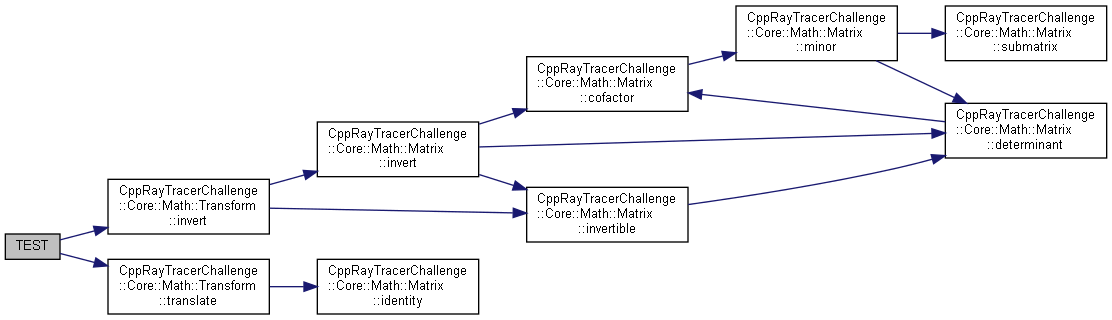 TEST
CppRayTracerChallenge
::Core::Math::Transform
::invert
CppRayTracerChallenge
::Core::Math::Transform
::translate
CppRayTracerChallenge
::Core::Math::Matrix
::invert
CppRayTracerChallenge
::Core::Math::Matrix
::identity
CppRayTracerChallenge
::Core::Math::Matrix
::cofactor
CppRayTracerChallenge
::Core::Math::Matrix
::invertible
CppRayTracerChallenge
::Core::Math::Matrix
::minor
CppRayTracerChallenge
::Core::Math::Matrix
::submatrix
CppRayTracerChallenge
::Core::Math::Matrix
::determinant